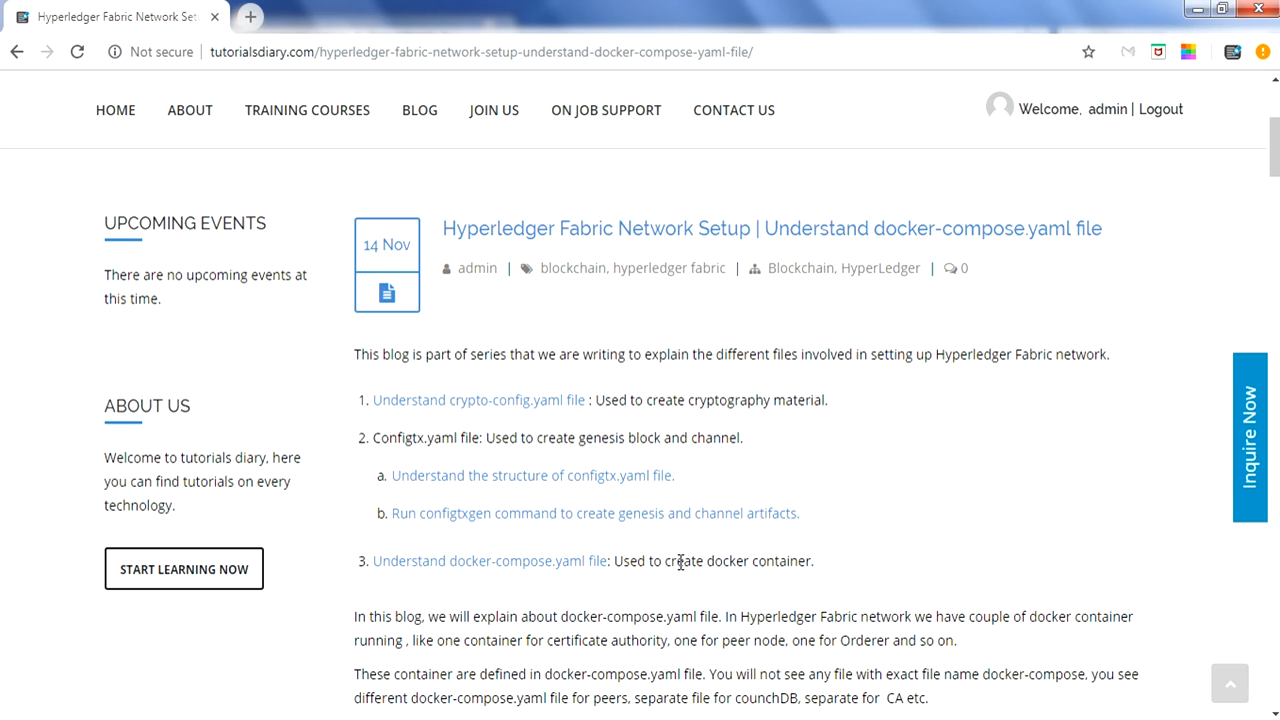 Hyperledger Fabric Network Set
Not secure
tutorialsdiary.com/hyperledger-fabric-network-setup-understand-docker-compose-yaml-file/
HOME ABOUT TRAINING COURSES BLOG JOIN US ON JOB SUPPORT CONTACT US
Welcome, admin | Logout
UPCOMING EVENTS
There are no upcoming events at
this time.
ABOUT US
Welcome to tutorials diary, here
you can find tutorials on every
technology.
START LEARNING NOW
14 Nov
Hyperledger Fabric Network Setup | Understand docker-compose.yaml file
admin | blockchain, hyperledger fabric | Blockchain, HyperLedger | 0
This blog is part of series that we are writing to explain the different files involved in setting up Hyperledger Fabric network.
1. Understand crypto-config.yaml file : Used to create cryptography material.
2. Configtx.yaml file: Used to create genesis block and channel.
a. Understand the structure of configtx.yaml file.
b. Run configtxgen command to create genesis and channel artifacts.
3. Understand docker-compose.yaml file: Used to create docker container.
In this blog, we will explain about docker-compose.yaml file. In Hyperledger Fabric network we have couple of docker container
running , like one container for certificate authority, one for peer node, one for Orderer and so on.
These container are defined in docker-compose.yaml file. You will not see any file with exact file name docker-compose, you see
different docker-compose.yaml file for peers, separate file for counchDB, separate for CA etc.
Inquire Now